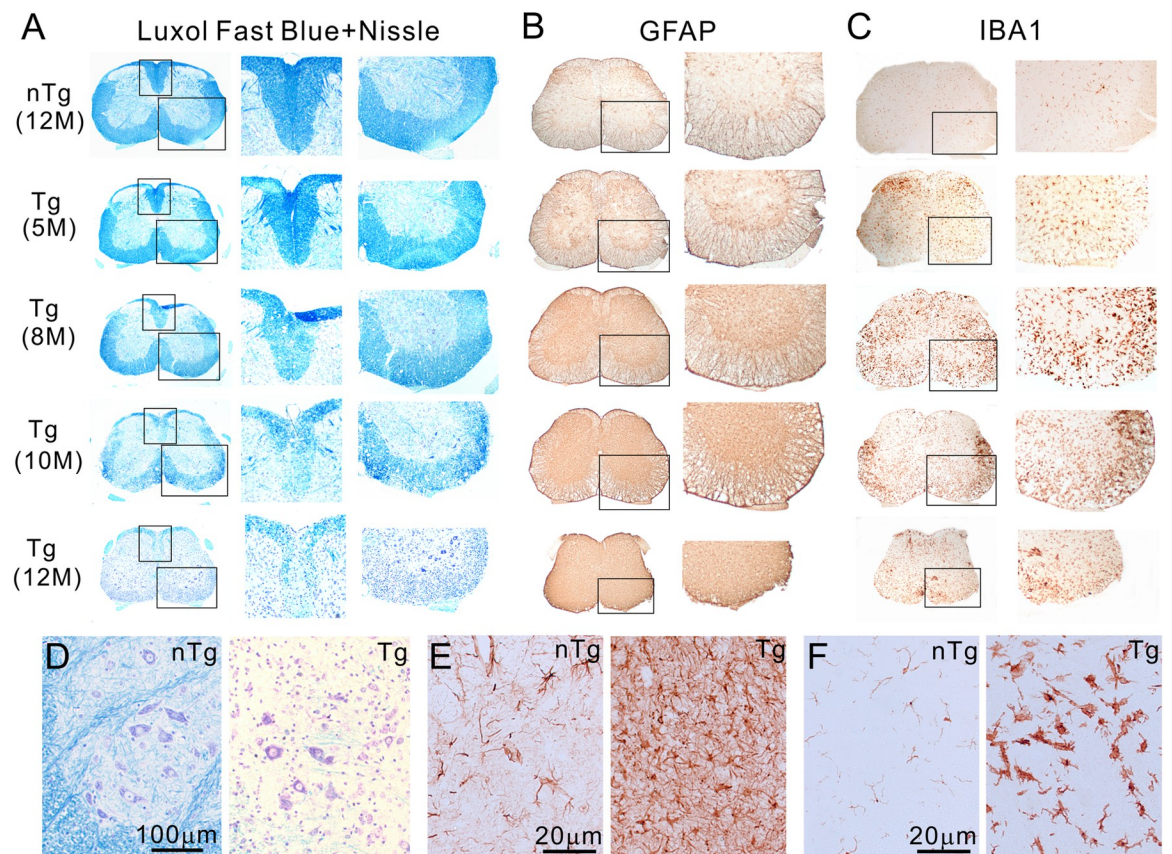 A Luxol Fast Blue+Nissle B GFAP C IBA1
nTg
(12M)
Tg
(5M)
Tg
(8M)
Tg
(10M)
Tg
(12M)
D nTg Tg E nTg Tg F nTg Tg
100μm 20μm 20μm